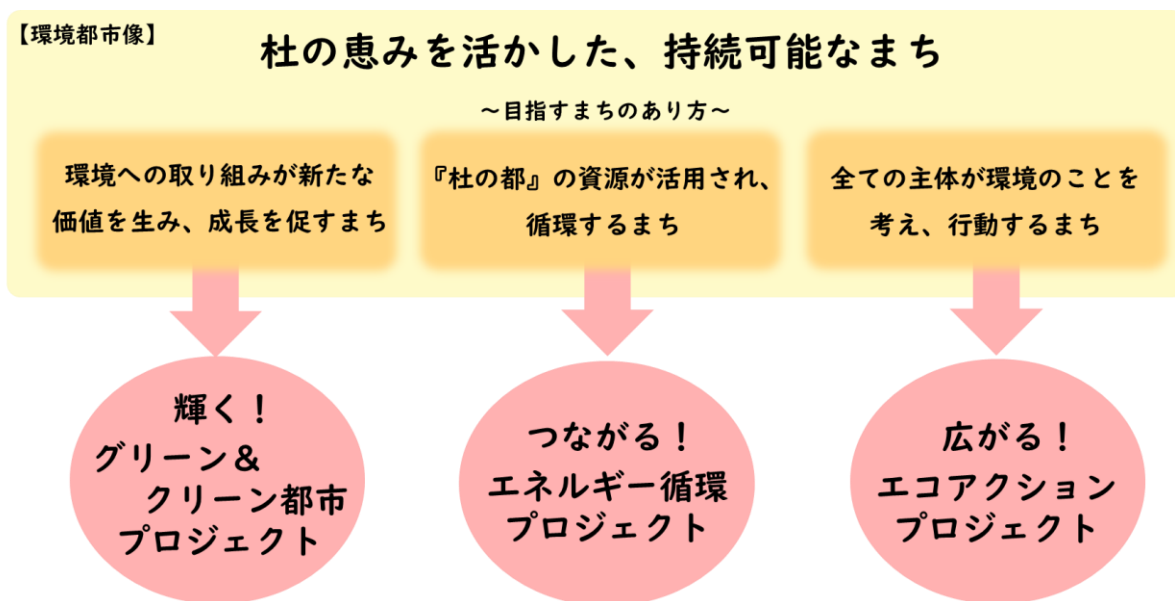 【環境都市像】
杜の恵みを活かした、持続可能なまち
～目指すまちのあり方～
環境への取り組みが新たな
価値を生み、成長を促すまち
『杜の都』の資源が活用され、
循環するまち
全ての主体が環境のことを
考え、行動するまち
輝く！
グリーン＆
クリーン都市
プロジェクト
つながる！
エネルギー循環
プロジェクト
広がる！
エコアクション
プロジェクト